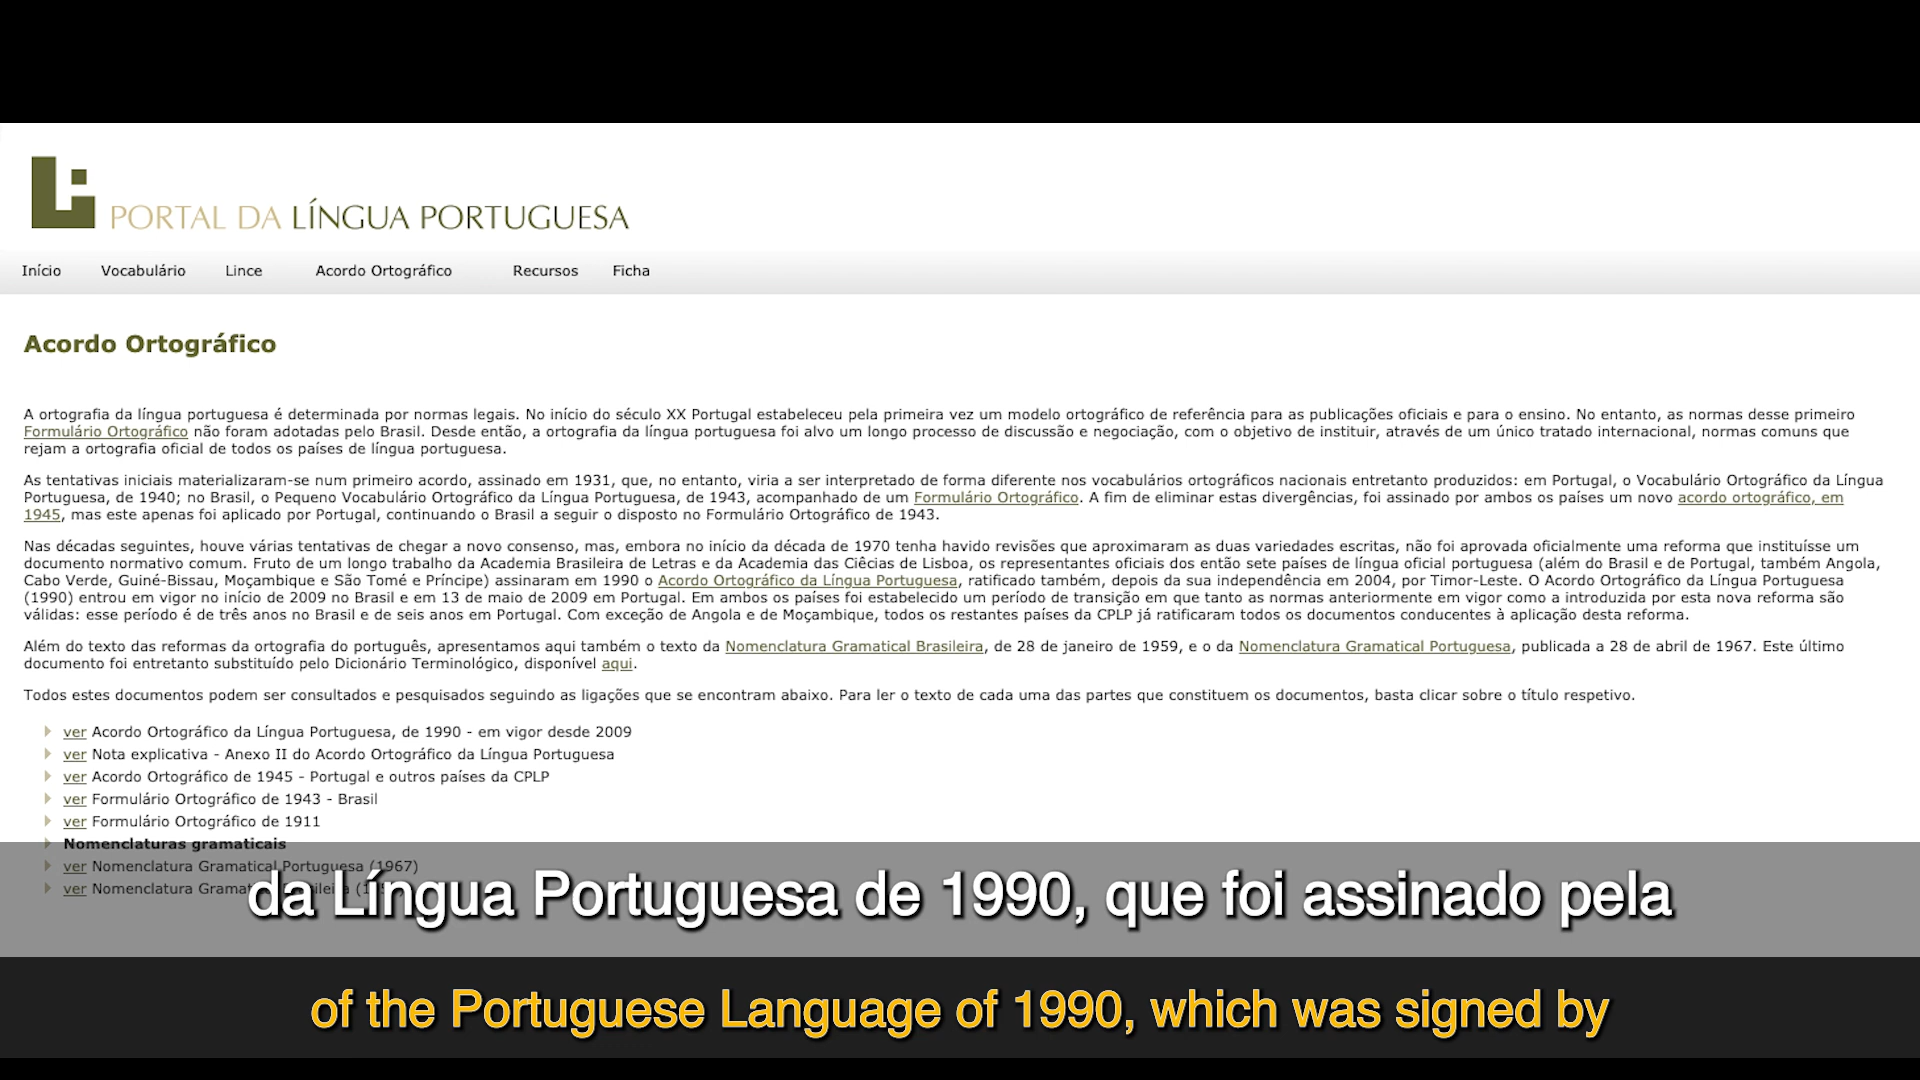 PORTAL DA LÍNGUA PORTUGUESA
Início Vocabulário Lince Acordo Ortográfico Recursos Ficha
Acordo Ortográfico
A ortografia da língua portuguesa é determinada por normas legais. No início do século XX Portugal estabeleceu pela primeira vez um modelo ortográfico de referência para as publicações oficiais e para o ensino. No entanto, as normas desse primeiro
Formulário Ortográfico não foram adotadas pelo Brasil. Desde então, a ortografia da língua portuguesa foi alvo um longo processo de discussão e negociação, com o objetivo de instituir, através de um único tratado internacional, normas comuns que
rejam a ortografia oficial de todos os países de língua portuguesa.
As tentativas iniciais materializaram-se num primeiro acordo, assinado em 1931, que, no entanto, viria a ser interpretado de forma diferente nos vocabulários ortográficos nacionais entretanto produzidos: em Portugal, o Vocabulário Ortográfico da Língua
Portuguesa, de 1940; no Brasil, o Pequeno Vocabulário Ortográfico da Língua Portuguesa, de 1943, acompanhado de um Formulário Ortográfico. A fim de eliminar estas divergências, foi assinado por ambos os países um novo acordo ortográfico, em
1945, mas este apenas foi aplicado por Portugal, continuando o Brasil a seguir o disposto no Formulário Ortográfico de 1943.
Nas décadas seguintes, houve várias tentativas de chegar a novo consenso, mas, embora no início da década de 1970 tenha havido revisões que aproximaram as duas variedades escritas, não foi aprovada oficialmente uma reforma que instituísse um
documento normativo comum. Fruto de um longo trabalho da Academia Brasileira de Letras e da Academia das Ciêcias de Lisboa, os representantes oficiais dos então sete países de língua oficial portuguesa (além do Brasil e de Portugal, também Angola,
Cabo Verde, Guiné-Bissau, Moçambique e São Tomé e Príncipe) assinaram em 1990 o Acordo Ortográfico da Língua Portuguesa, ratificado também, depois da sua independência em 2004, por Timor-Leste. O Acordo Ortográfico da Língua Portuguesa
(1990) entrou em vigor no início de 2009 no Brasil e em 13 de maio de 2009 em Portugal. Em ambos os países foi estabelecido um período de transição em que tanto as normas anteriormente em vigor como a introduzida por esta nova reforma são
válidas: esse período é de três anos no Brasil e de seis anos em Portugal. Com exceção de Angola e de Moçambique, todos os restantes países da CPLP já ratificaram todos os documentos conducentes à aplicação desta reforma.
Além do texto das reformas da ortografia do português, apresentamos aqui também o texto da Nomenclatura Gramatical Brasileira, de 28 de janeiro de 1959, e o da Nomenclatura Gramatical Portuguesa, publicada a 28 de abril de 1967. Este último
documento foi entretanto substituído pelo Dicionário Terminológico, disponível aqui.
Todos estes documentos podem ser consultados e pesquisados seguindo as ligações que se encontram abaixo. Para ler o texto de cada uma das partes que constituem os documentos, basta clicar sobre o título respetivo.
ver Acordo Ortográfico da Língua Portuguesa, de 1990 - em vigor desde 2009
ver Nota explicativa - Anexo II do Acordo Ortográfico da Língua Portuguesa
ver Acordo Ortográfico de 1945 - Portugal e outros países da CPLP
ver Formulário Ortográfico de 1943 - Brasil
ver Formulário Ortográfico de 1911
Nomenclaturas gramaticais
ver Nomenclatura Gramatical Portuguesa (1967)
ver Nomenclatura
da Língua Portuguesa de 1990, que foi assinado pela
of the Portuguese Language of 1990, which was signed by